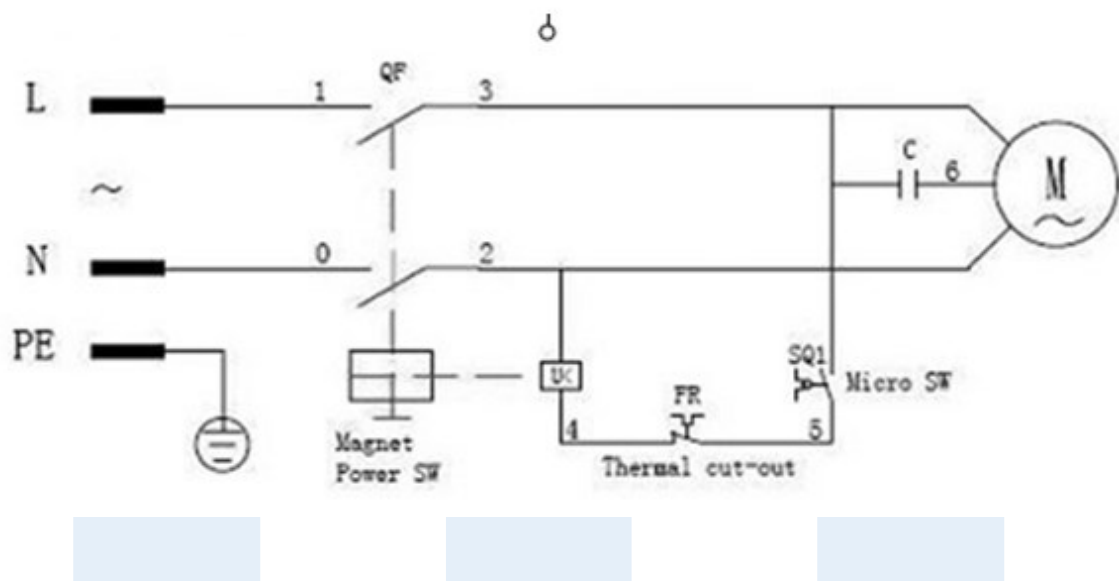 QF
L 1 3
C 6 M
~
N 0 2
PE
U<
SQ1
Micro SW
FR
4 5
Magnet
Power SW
Thermal cut-out